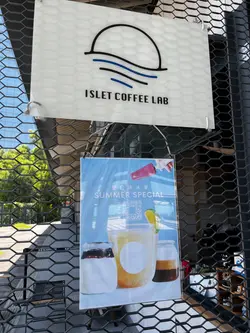 ISLET COFFEE LAB
SUMMER SPECIAL